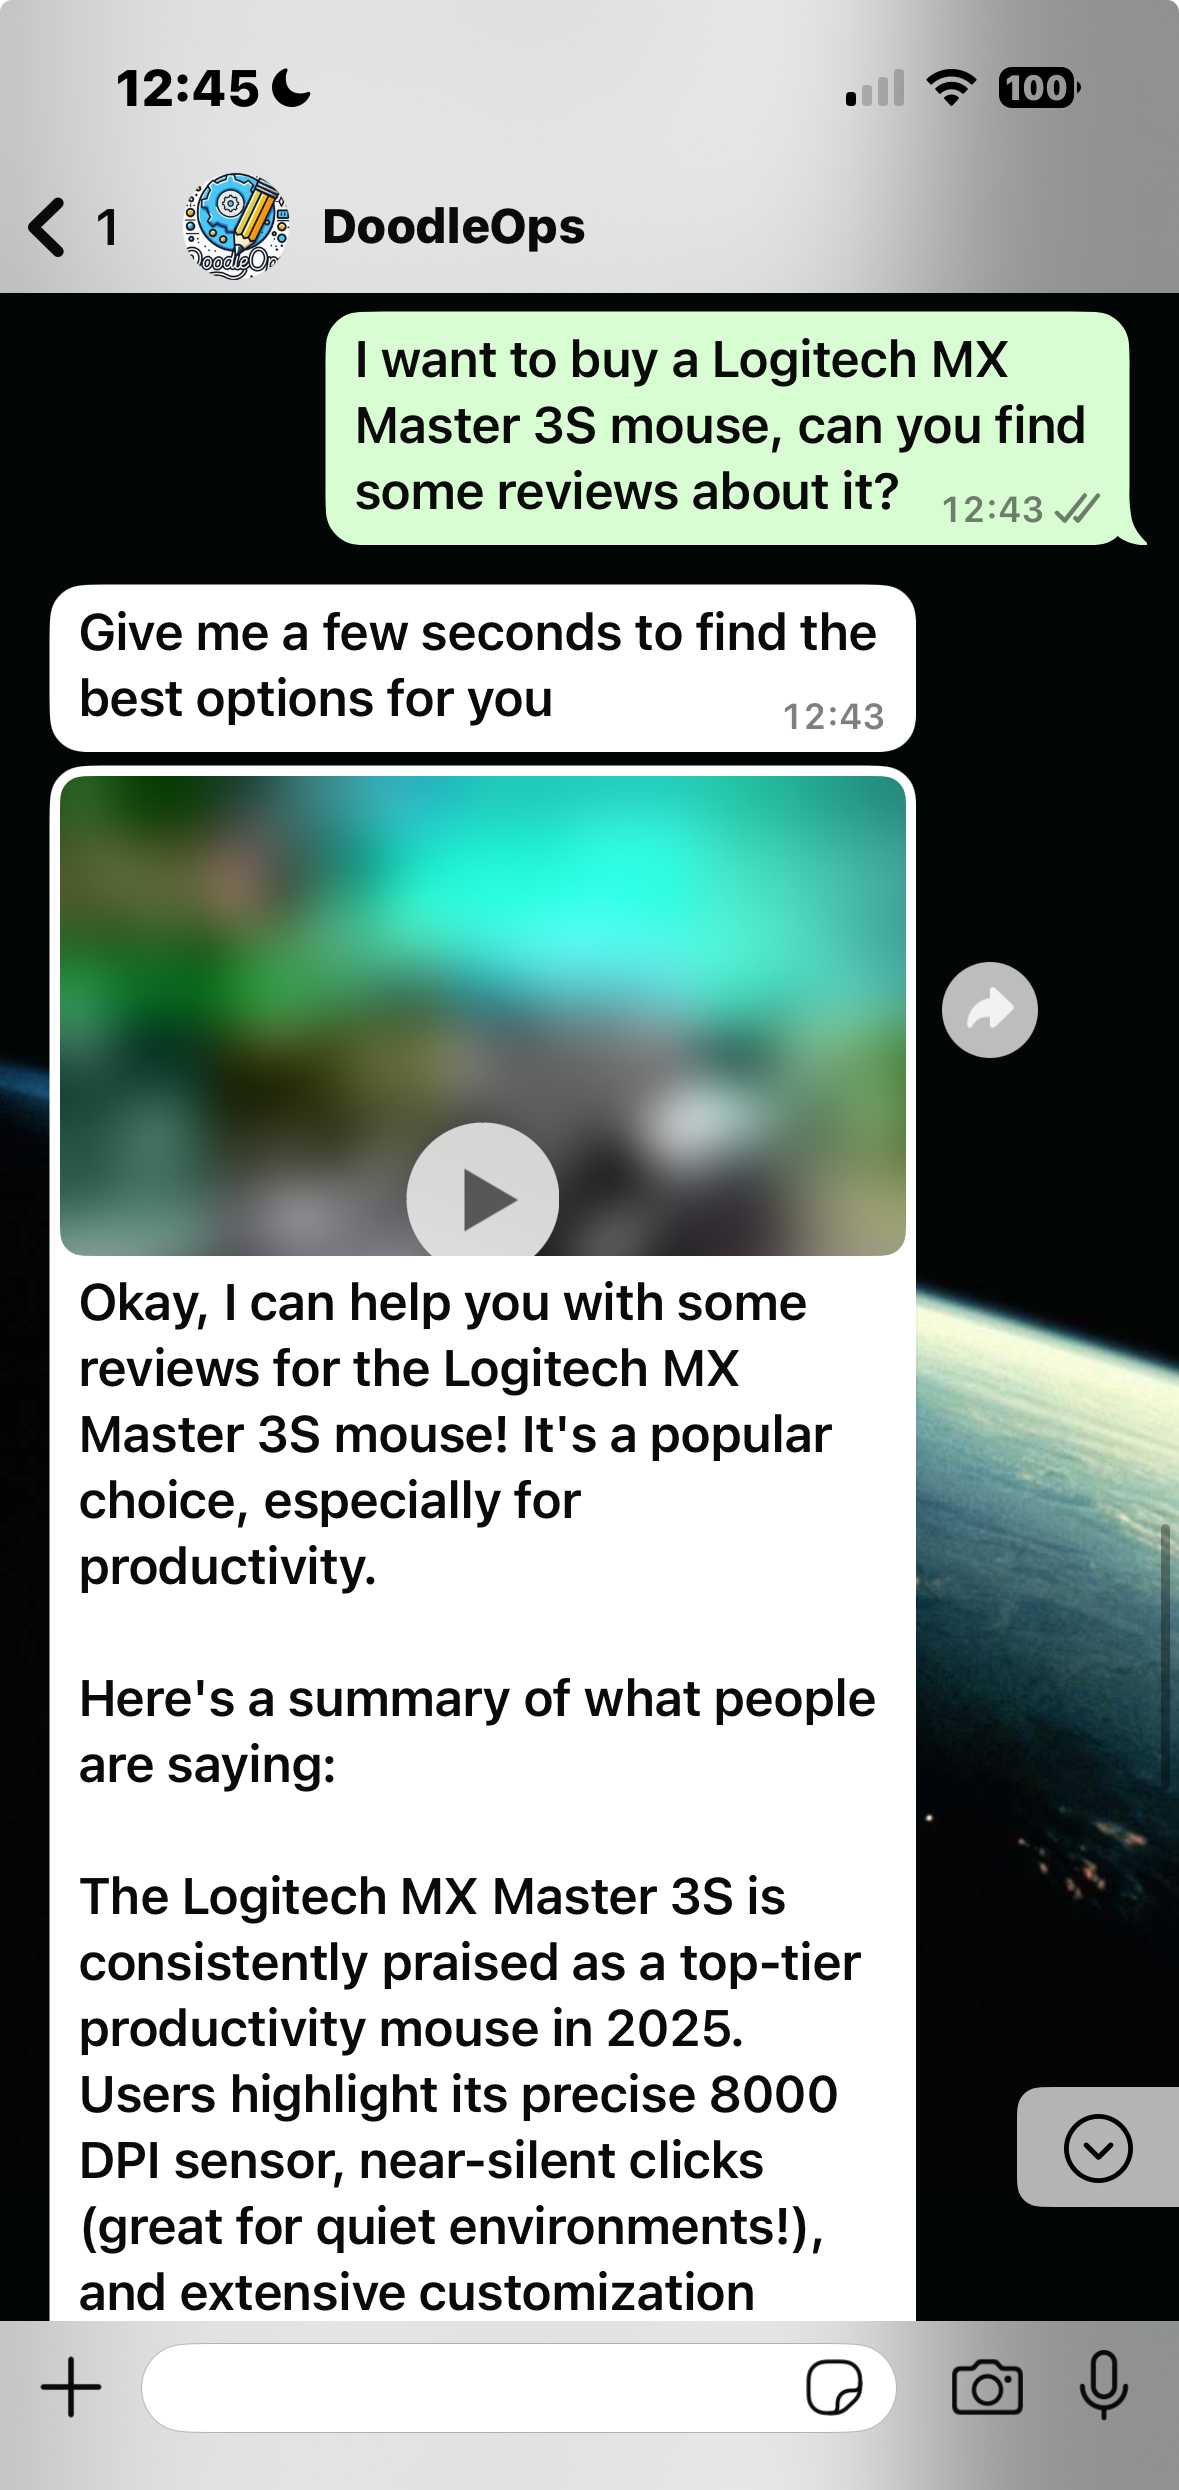 12:45
100
1
DoodleOps
DoodleOp
I want to buy a Logitech MX
Master 3S mouse, can you find
some reviews about it?
12:43
Give me a few seconds to find the
best options for you
12:43
Okay, I can help you with some
reviews for the Logitech MX
Master 3S mouse! It's a popular
choice, especially for
productivity.
Here's a summary of what people
are saying:
The Logitech MX Master 3S is
consistently praised as a top-tier
productivity mouse in 2025.
Users highlight its precise 8000
DPI sensor, near-silent clicks
(great for quiet environments!),
and extensive customization